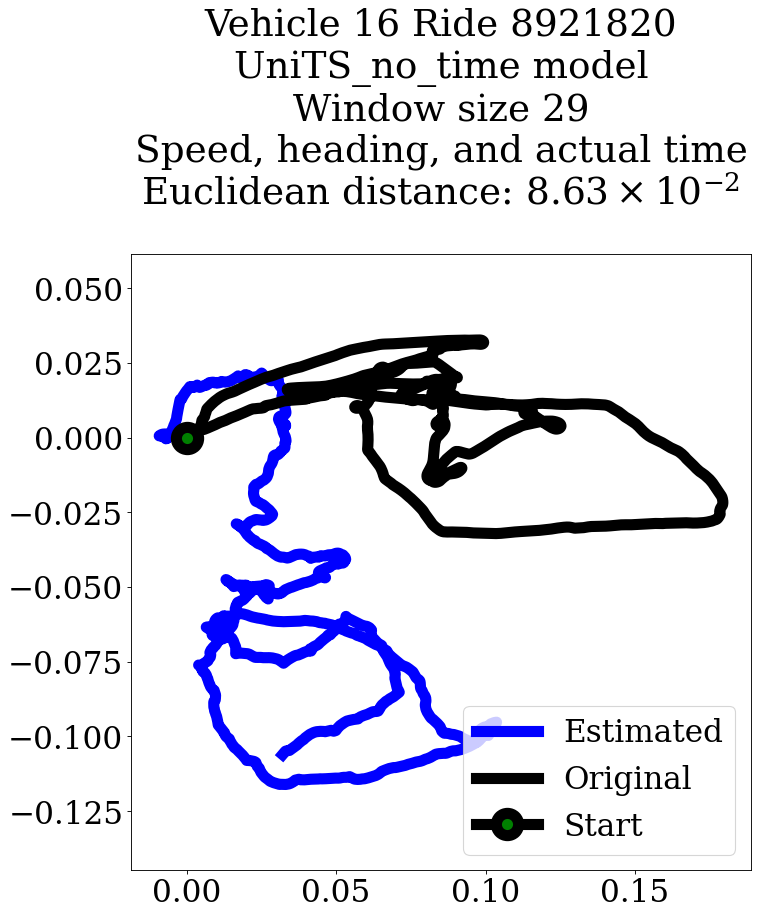 Vehicle 16 Ride 8921820
UniTS_no_time model
Window size 29
Speed, heading, and actual time
Euclidean distance: 8.63 × 10⁻²
0.050
0.025
0.000
−0.025
−0.050
−0.075
−0.100
−0.125
Estimated
Original
Start
0.00 0.05 0.10 0.15